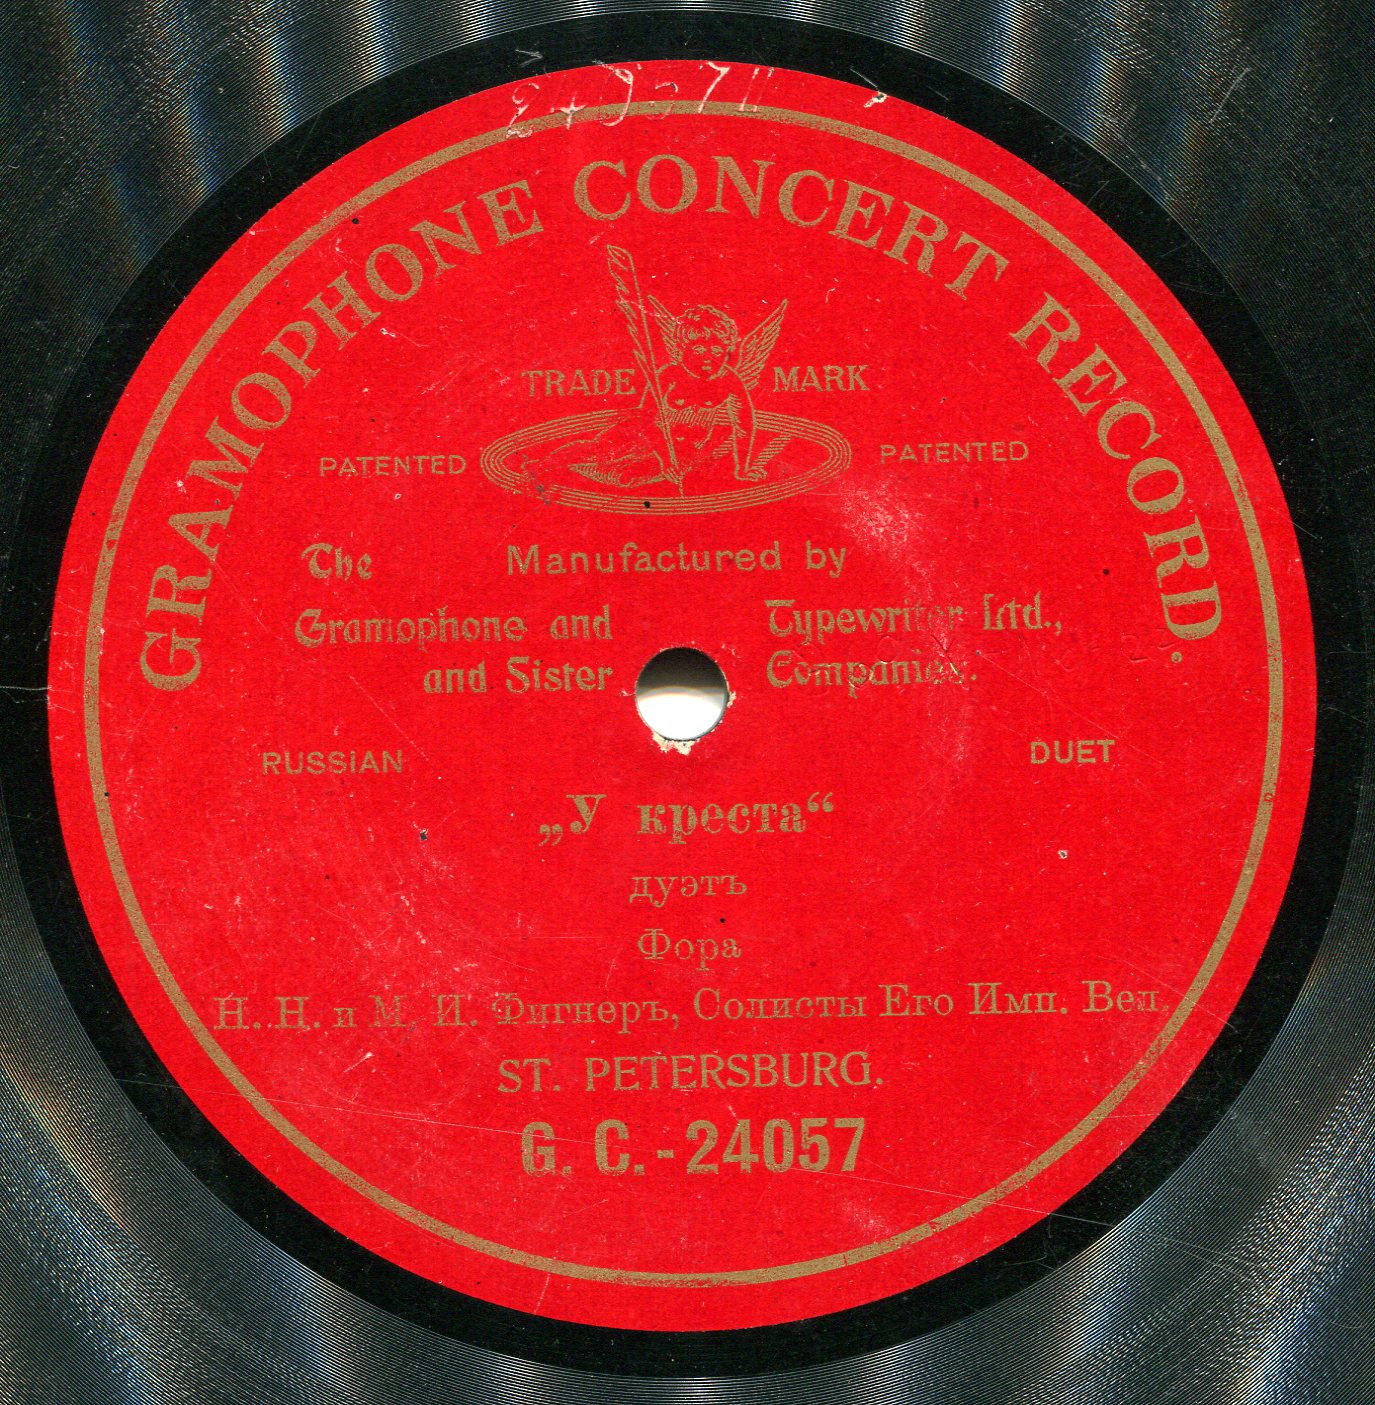 GRAMOPHONE CONCERT RECORD.
TRADE MARK
PATENTED PATENTED
Manufactured by
The Gramophone and Typewriter Ltd.,
and Sister Companies.
RUSSIAN DUET
„У креста“
дуэтъ
Фора
Н. Н. и М. И. Фигнеръ, Солисты Его Имп. Вел.
ST. PETERSBURG.
G. C.-24057